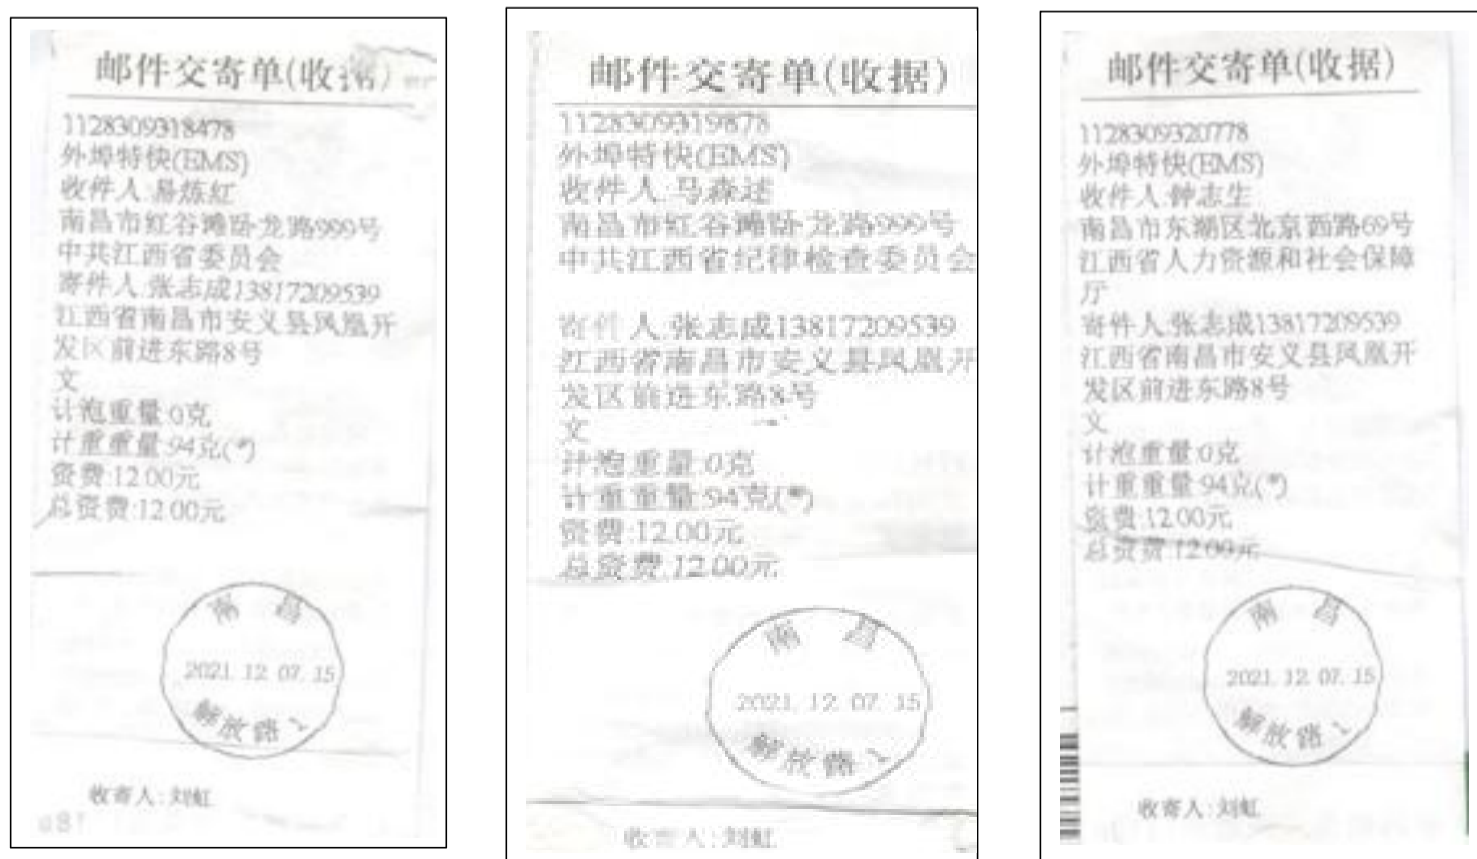 邮件交寄单(收据)
1128309318478
外埠特快(EMS)
收件人:易炼红
南昌市红谷滩卧龙路999号
中共江西省委员会
寄件人:张志成13817209539
江西省南昌市安义县凤凰开
发区前进东路8号
文
计泡重量:0克
计重重量:94克(*)
资费:12.00元
总资费:12.00元
南昌
2021.12.07.15
解放路1
收寄人:刘虹
邮件交寄单(收据)
1128309319878
外埠特快(EMS)
收件人:马森述
南昌市红谷滩卧龙路999号
中共江西省纪律检查委员会
寄件人:张志成13817209539
江西省南昌市安义县凤凰开
发区前进东路8号
文
计泡重量:0克
计重重量:94克(*)
资费:12.00元
总资费:12.00元
南昌
2021.12.07.15
解放路1
收寄人:刘虹
邮件交寄单(收据)
1128309320778
外埠特快(EMS)
收件人:钟志生
南昌市东湖区北京西路69号
江西省人力资源和社会保障
厅
寄件人:张志成13817209539
江西省南昌市安义县凤凰开
发区前进东路8号
文
计泡重量:0克
计重重量:94克(*)
资费:12.00元
总资费:12.00元
南昌
2021.12.07.15
解放路1
收寄人:刘虹